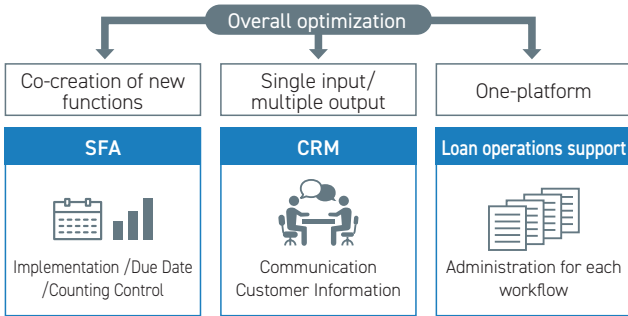 Overall optimization
Co-creation of new
functions
Single input/
multiple output
One-platform
SFA
CRM
Loan operations support
Implementation /Due Date
/Counting Control
Communication
Customer Information
Administration for each
workflow